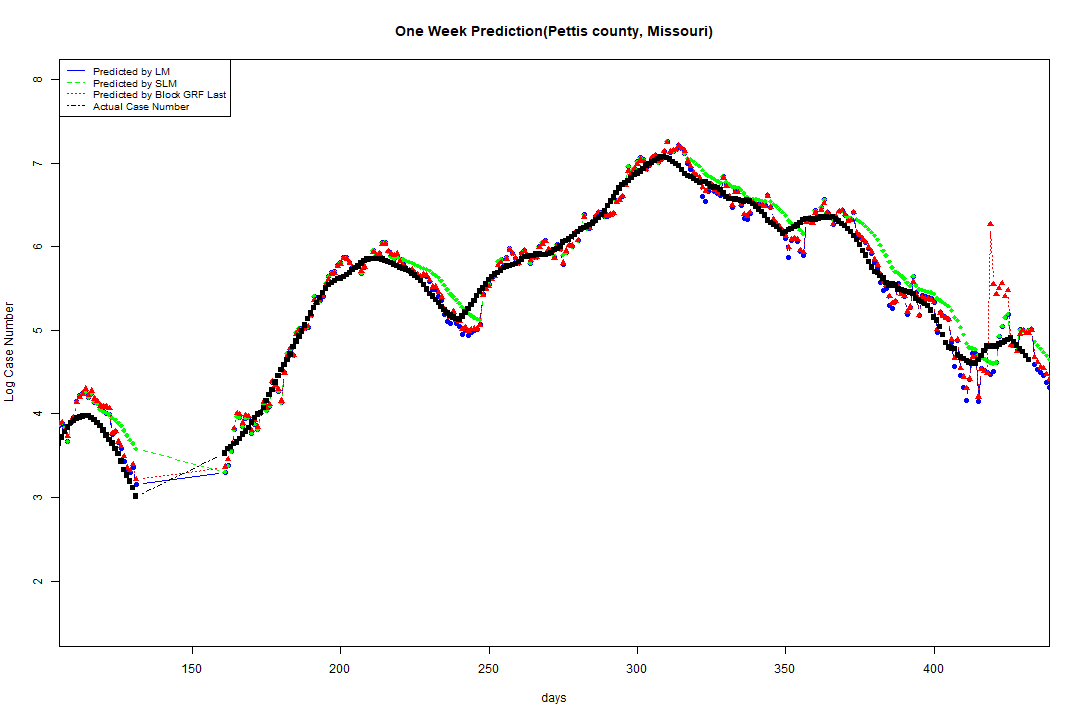 One Week Prediction(Pettis county, Missouri)
Predicted by LM
Predicted by SLM
Predicted by Block GRF Last
Actual Case Number
8
7
6
5
4
3
2
Log Case Number
150 200 250 300 350 400
days